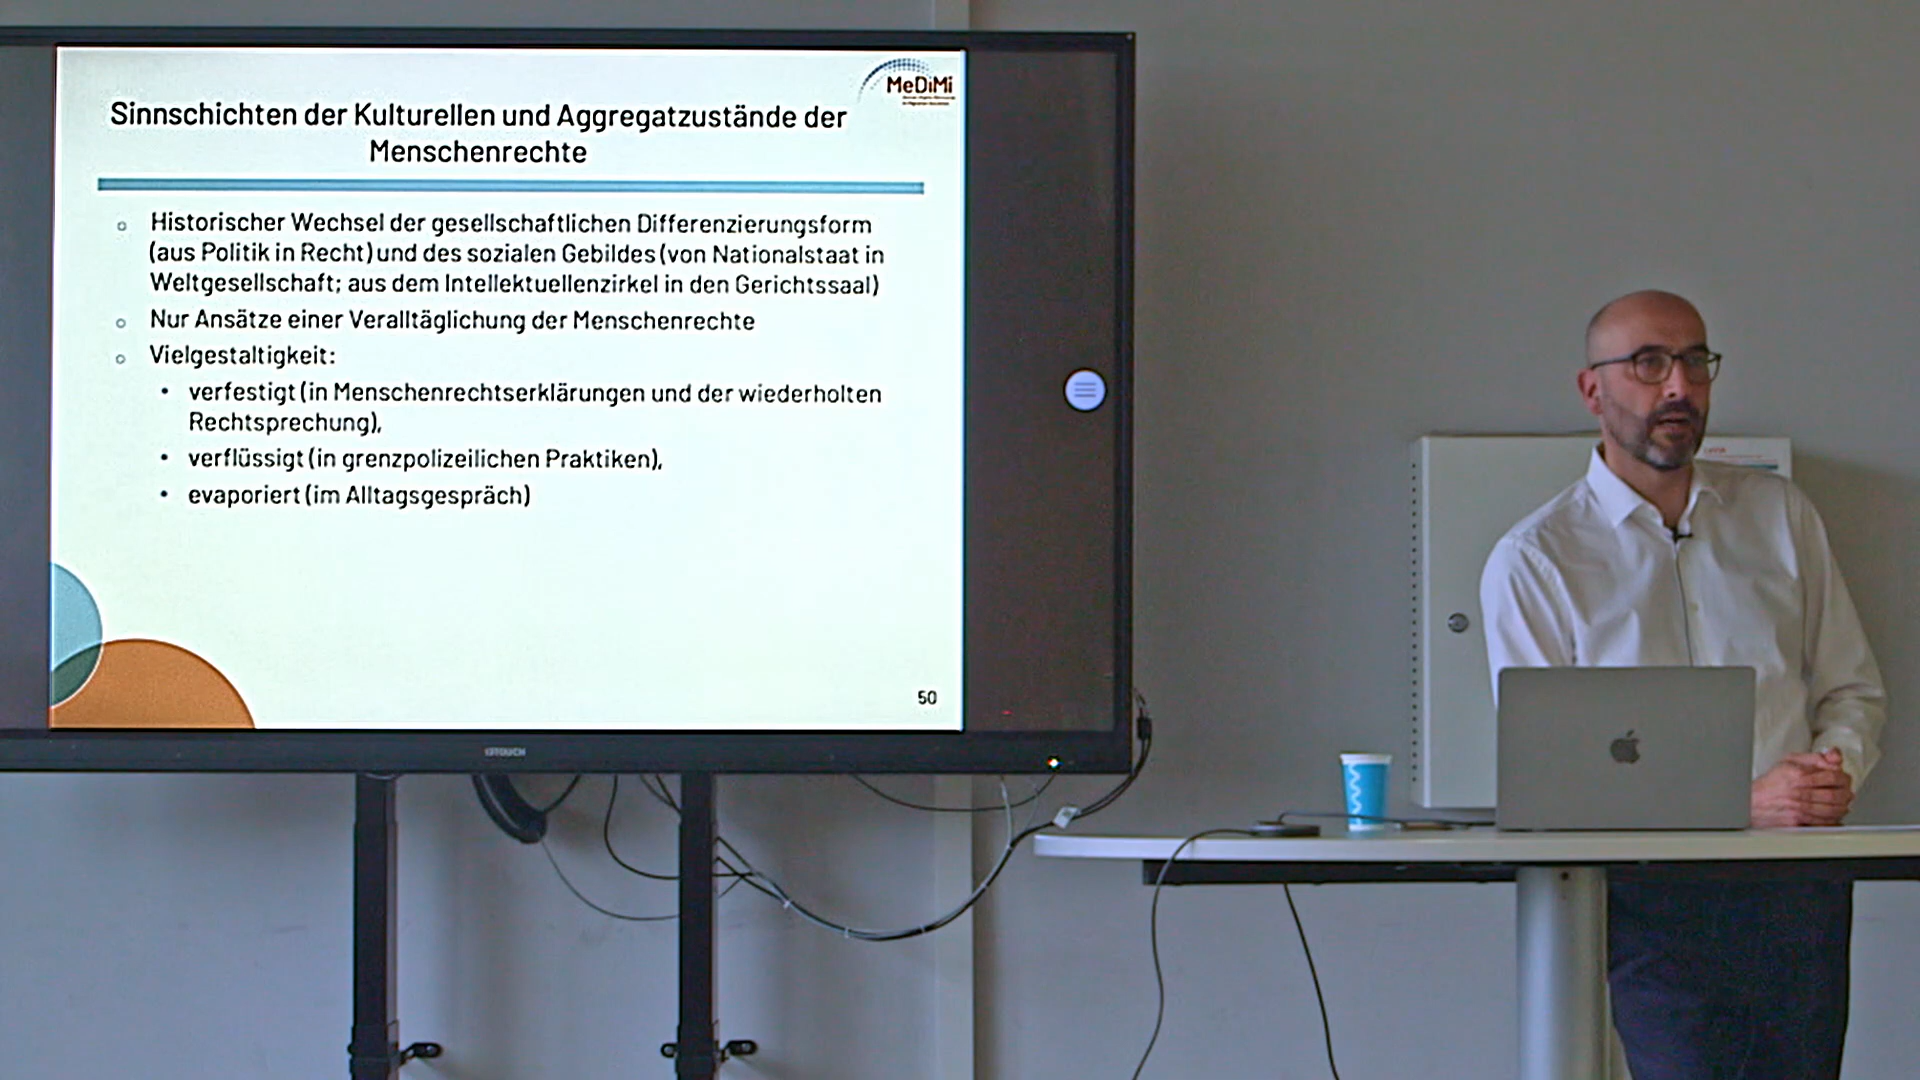 MeDiMi
Sinnschichten der Kulturellen und Aggregatzustände der
Menschenrechte
Historischer Wechsel der gesellschaftlichen Differenzierungsform
(aus Politik in Recht) und des sozialen Gebildes (von Nationalstaat in
Weltgesellschaft; aus dem Intellektuellenzirkel in den Gerichtssaal)
Nur Ansätze einer Veralltäglichung der Menschenrechte
Vielgestaltigkeit:
verfestigt (in Menschenrechtserklärungen und der wiederholten
Rechtsprechung),
verflüssigt (in grenzpolizeilichen Praktiken),
evaporiert (im Alltagsgespräch)
50